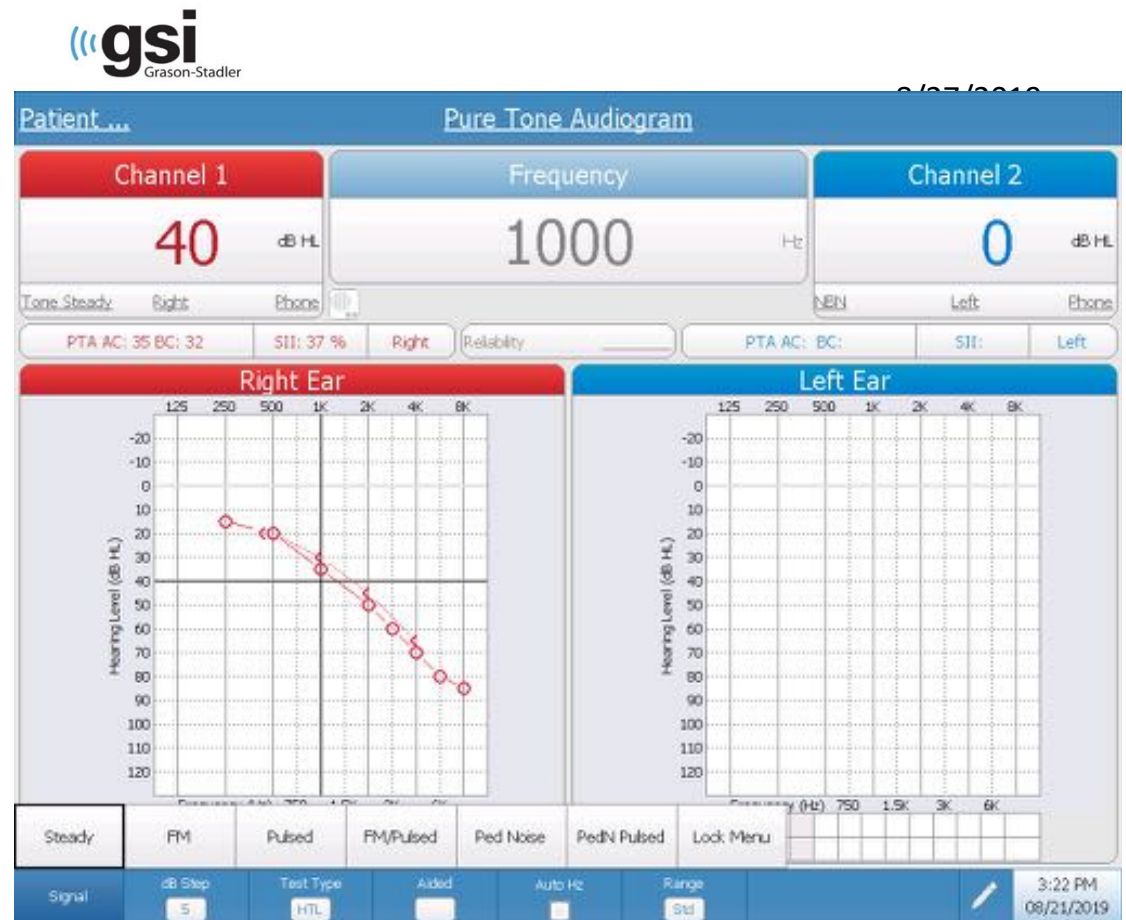 gsi
Grason-Stadler
Patient ... Pure Tone Audiogram
Channel 1 Frequency Channel 2
40 dB HL 1000 Hz 0 dB HL
Tone Steady Right Phone NBN Left Phone
PTA AC: 35 BC: 32 SII: 37 % Right Reliability PTA AC: BC: SII: Left
Right Ear Left Ear
125 250 500 1K 2K 4K 8K 125 250 500 1K 2K 4K 8K
-20 -20
-10 -10
0 0
10 10
20 20
30 30
40 40
50 50
60 60
70 70
80 80
90 90
100 100
110 110
120 120
Hearing Level (dB HL) Hearing Level (dB HL)
(Hz) 750 1.5K 3K 6K
Steady FM Pulsed FM/Pulsed Ped Noise PedN Pulsed Lock Menu
Signal dB Step Test Type Aided Auto Hz Range 3:22 PM
5 HTL Std 08/21/2019